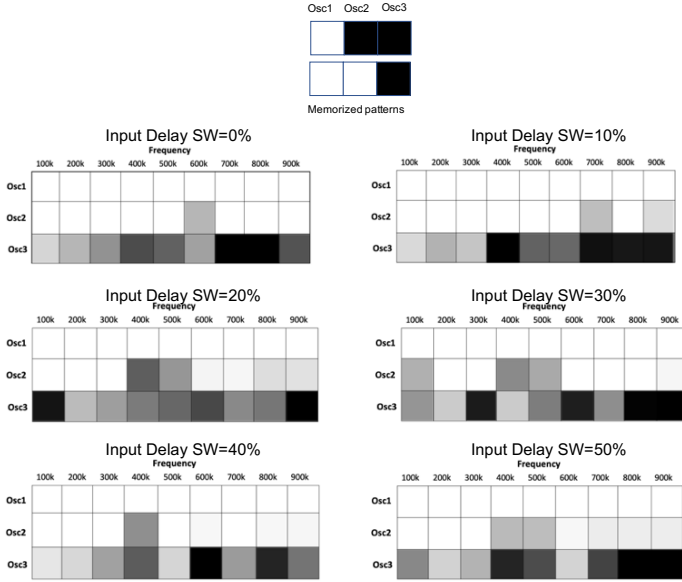 Osc1 Osc2 Osc3
Memorized patterns
Input Delay SW=0%
Frequency
100k 200k 300k 400k 500k 600k 700k 800k 900k
Osc1
Osc2
Osc3
Input Delay SW=10%
Frequency
100k 200k 300k 400k 500k 600k 700k 800k 900k
Osc1
Osc2
Osc3
Input Delay SW=20%
Frequency
100k 200k 300k 400k 500k 600k 700k 800k 900k
Osc1
Osc2
Osc3
Input Delay SW=30%
Frequency
100k 200k 300k 400k 500k 600k 700k 800k 900k
Osc1
Osc2
Osc3
Input Delay SW=40%
Frequency
100k 200k 300k 400k 500k 600k 700k 800k 900k
Osc1
Osc2
Osc3
Input Delay SW=50%
Frequency
100k 200k 300k 400k 500k 600k 700k 800k 900k
Osc1
Osc2
Osc3